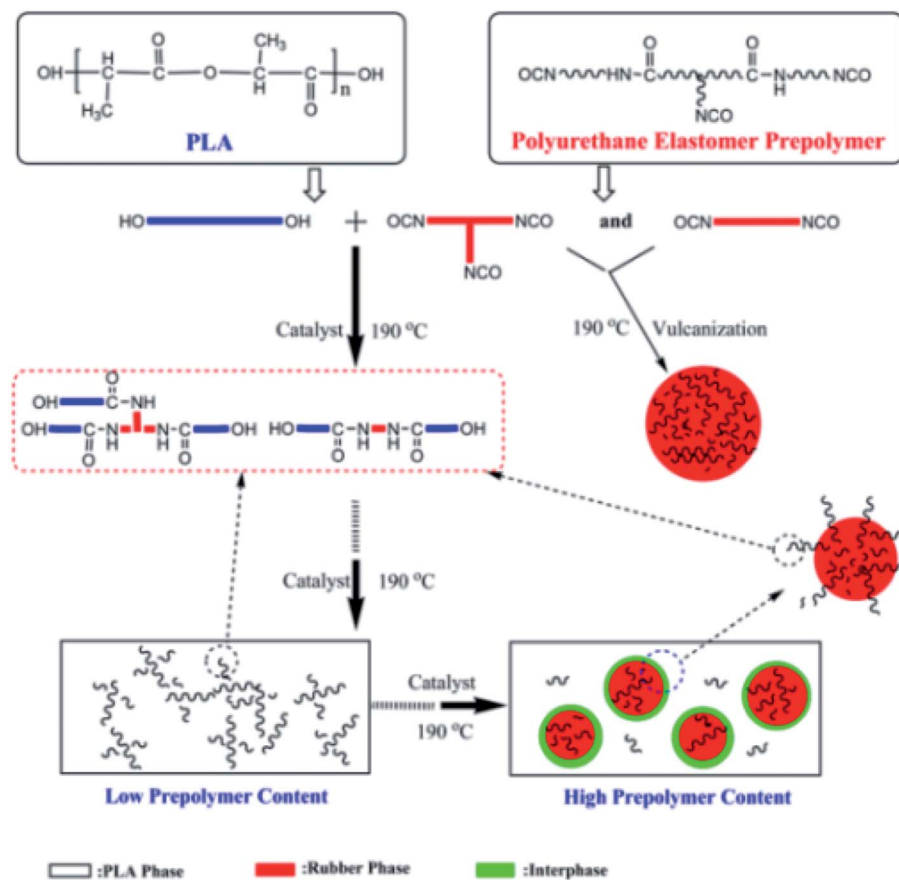 OH
H
C
O
O
CH3
C
H
O
n
OH
H3C
PLA
OCN
HN
O
O
N
H
NCO
NCO
Polyurethane Elastomer Prepolymer
HO
OH
+
OCN
NCO
NCO
and
OCN
NCO
Catalyst
190 °C
190 °C
Vulcanization
OH
O
C
NH
OH
C
O
N
H
N
H
C
O
OH
HO
C
O
N
H
N
H
C
O
OH
Catalyst
190 °C
Catalyst
190 °C
Low Prepolymer Content
High Prepolymer Content
:PLA Phase
:Rubber Phase
:Interphase